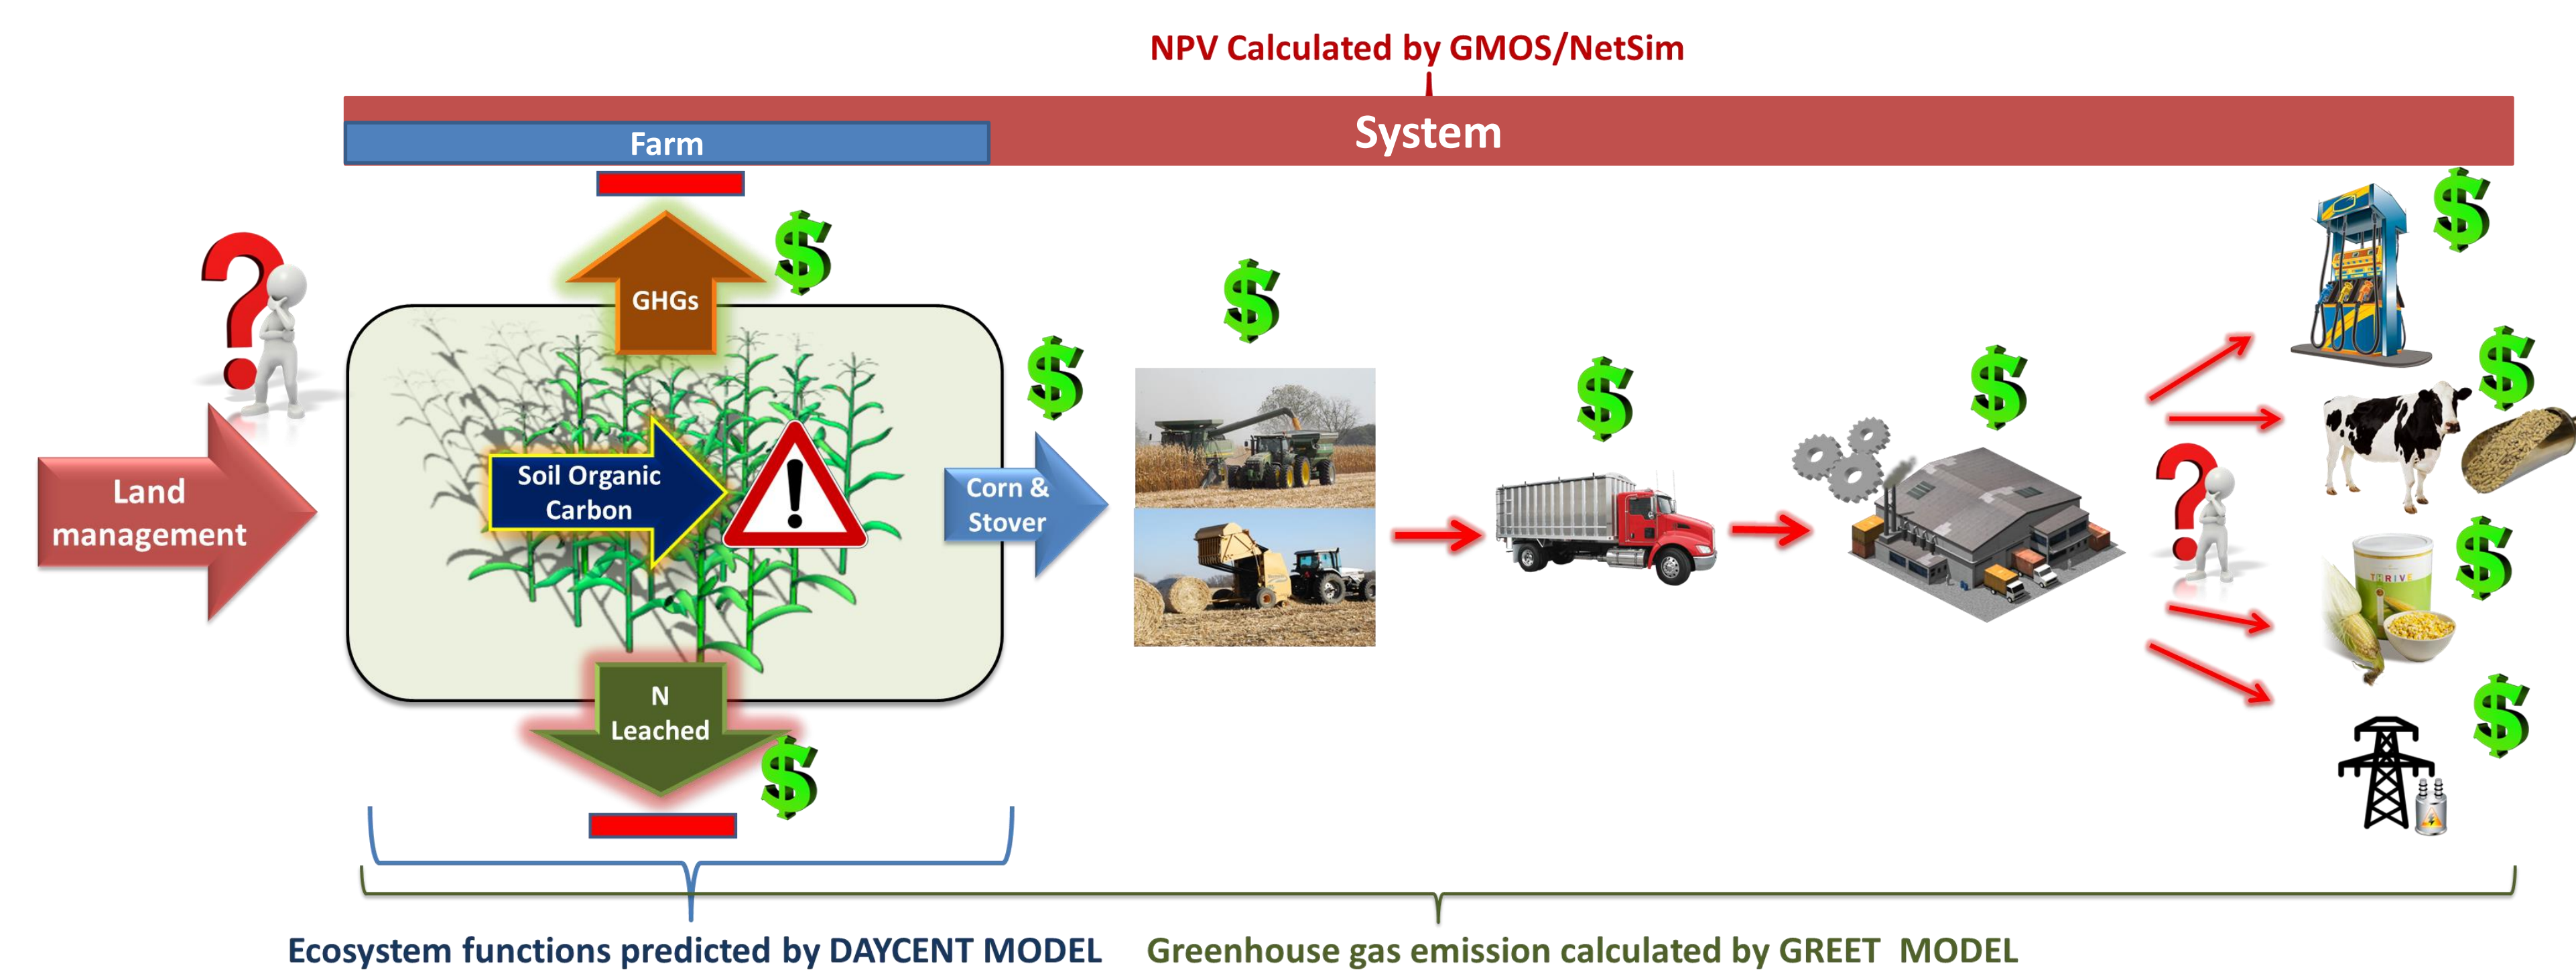 NPV Calculated by GMOS/NetSim
System
Farm
GHGs
Land
management
Soil Organic
Carbon
Corn &
Stover
THRIVE
N
Leached
Ecosystem functions predicted by DAYCENT MODEL
Greenhouse gas emission calculated by GREET MODEL